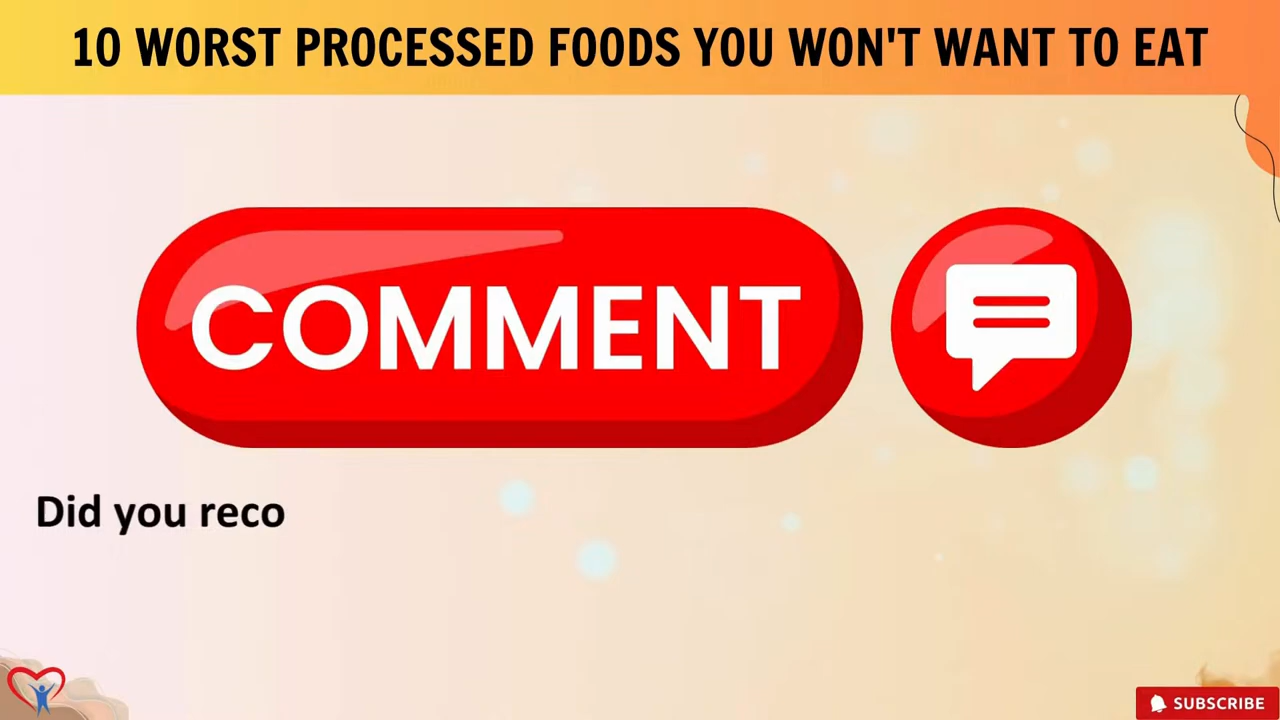 10 WORST PROCESSED FOODS YOU WON'T WANT TO EAT
COMMENT
Did you reco
SUBSCRIBE